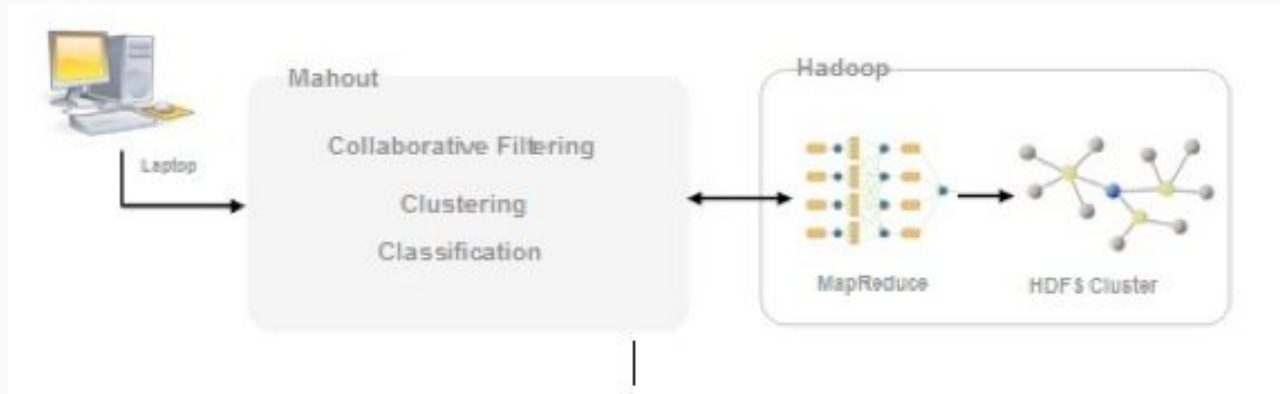 Mahout
Hadoop
Collaborative Filtering
Laptop
Clustering
Classification
MapReduce
HDFS Cluster